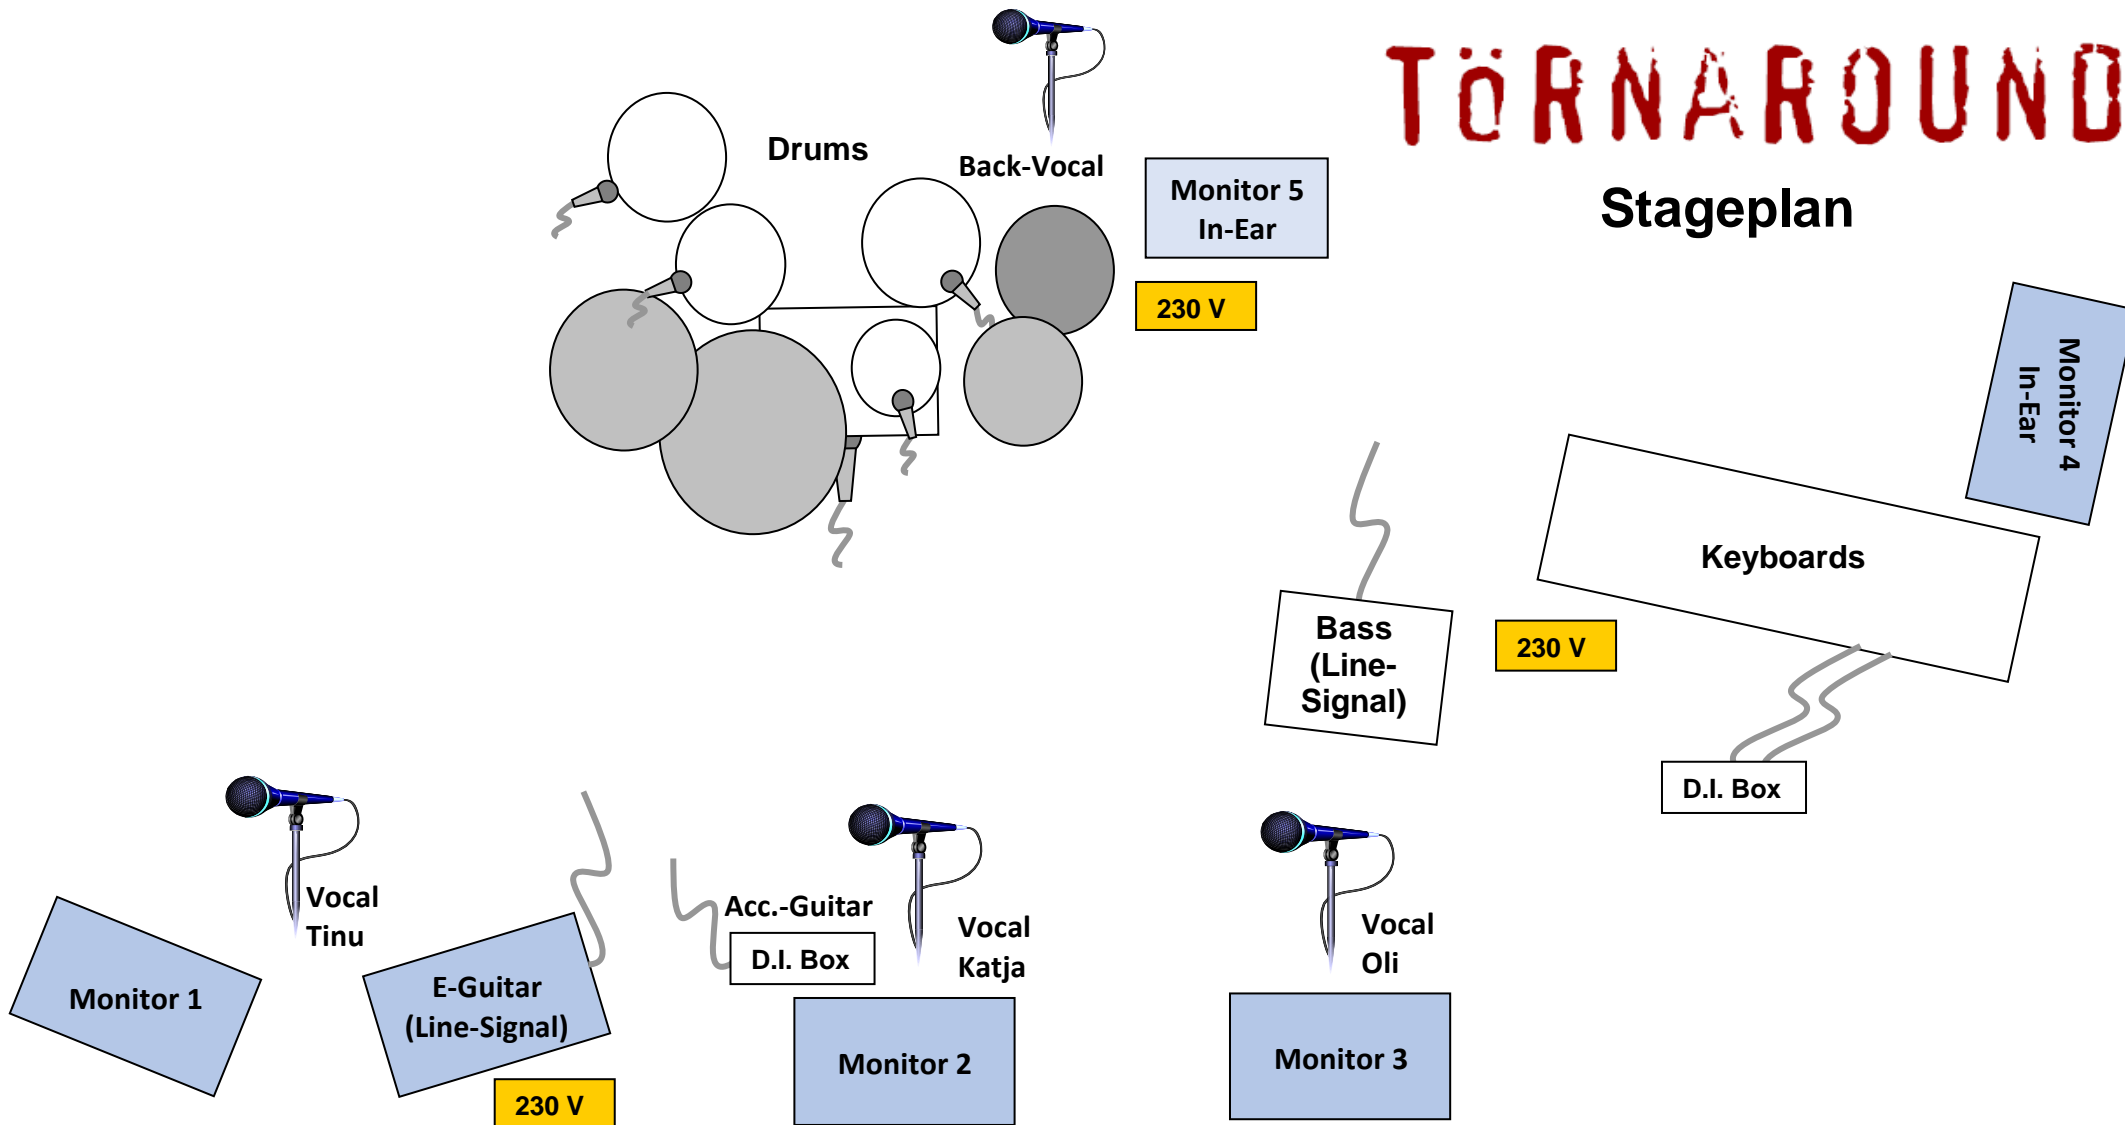 TÖRNAROUND
Stageplan
Drums
Back-Vocal
Monitor 5
In-Ear
230 V
Monitor 4
In-Ear
Keyboards
Bass
(Line-
Signal)
230 V
D.I. Box
Vocal
Tinu
Monitor 1
E-Guitar
(Line-Signal)
230 V
Acc.-Guitar
D.I. Box
Vocal
Katja
Monitor 2
Vocal
Oli
Monitor 3